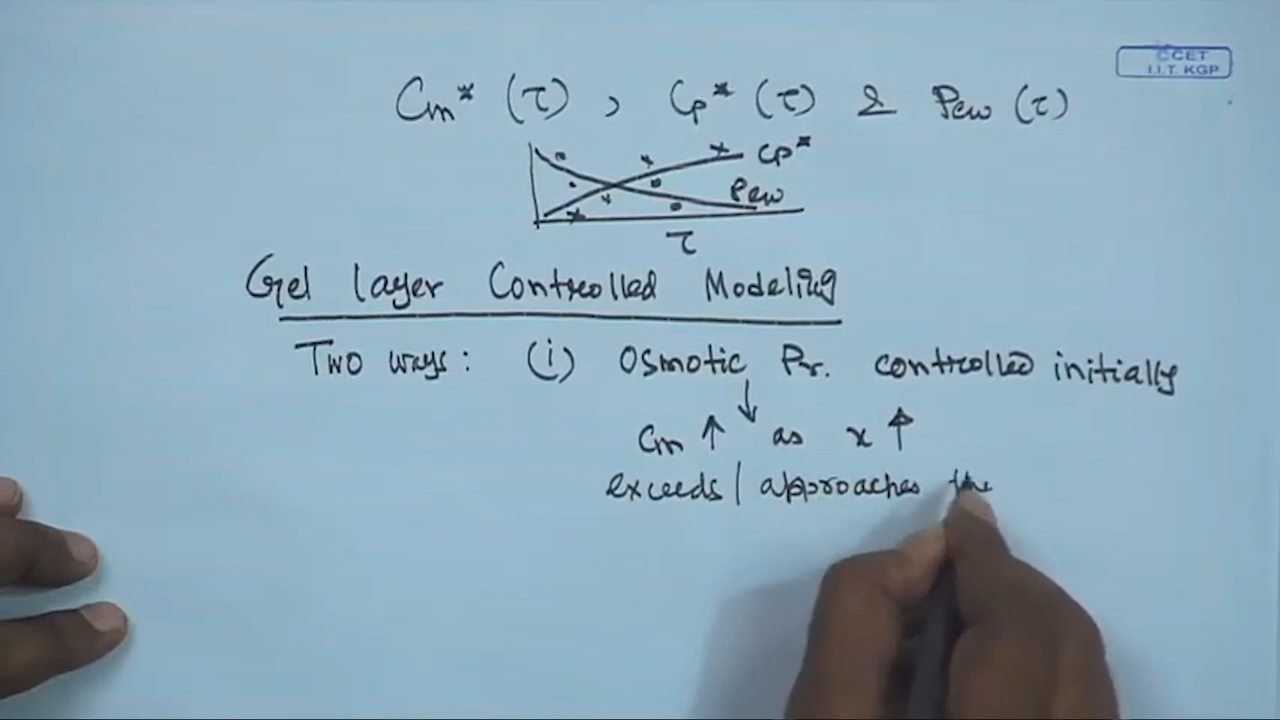 ©CET
I.I.T. KGP
Cm* (τ) , Cp* (τ) & Pew (τ)
Cp*
Pew
τ
Gel layer Controlled Modeling
Two ways: (i) Osmotic Pr. controlled initially
Cm ↑ as x ↑
exceeds / approaches the